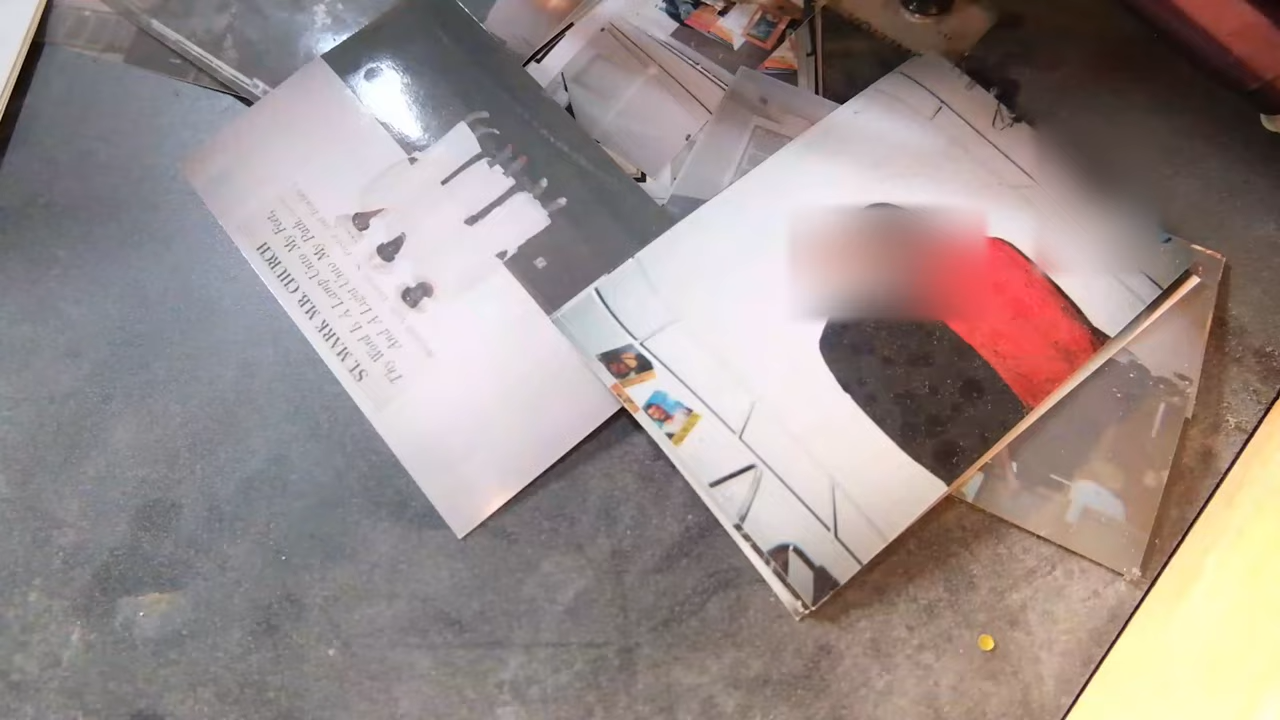 ST. MARK M.B. CHURCH
Thy Word Is A Lamp Unto My Feet,
And A Light Unto My Path.